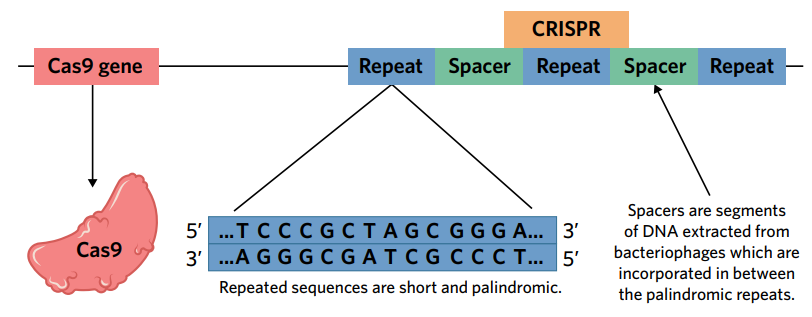 CRISPR
Cas9 gene
Repeat
Spacer
Repeat
Spacer
Repeat
Cas9
5′ ...T C C C G C T A G C G G G A... 3′
3′ ...A G G G C G A T C G C C C T... 5′
Repeated sequences are short and palindromic.
Spacers are segments
of DNA extracted from
bacteriophages which are
incorporated in between
the palindromic repeats.